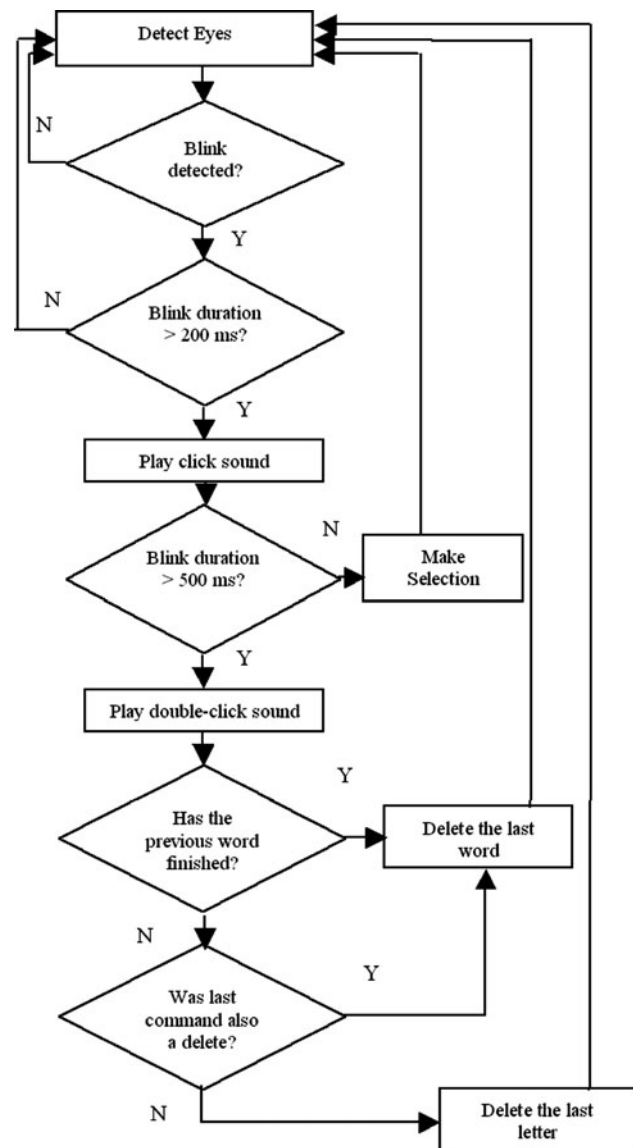 Detect Eyes
N
Blink
detected?
Y
N
Blink duration
> 200 ms?
Y
Play click sound
N
Blink duration
> 500 ms?
Make
Selection
Y
Play double-click sound
Y
Has the
previous word
finished?
Delete the last
word
N
Y
Was last
command also
a delete?
N
Delete the last
letter